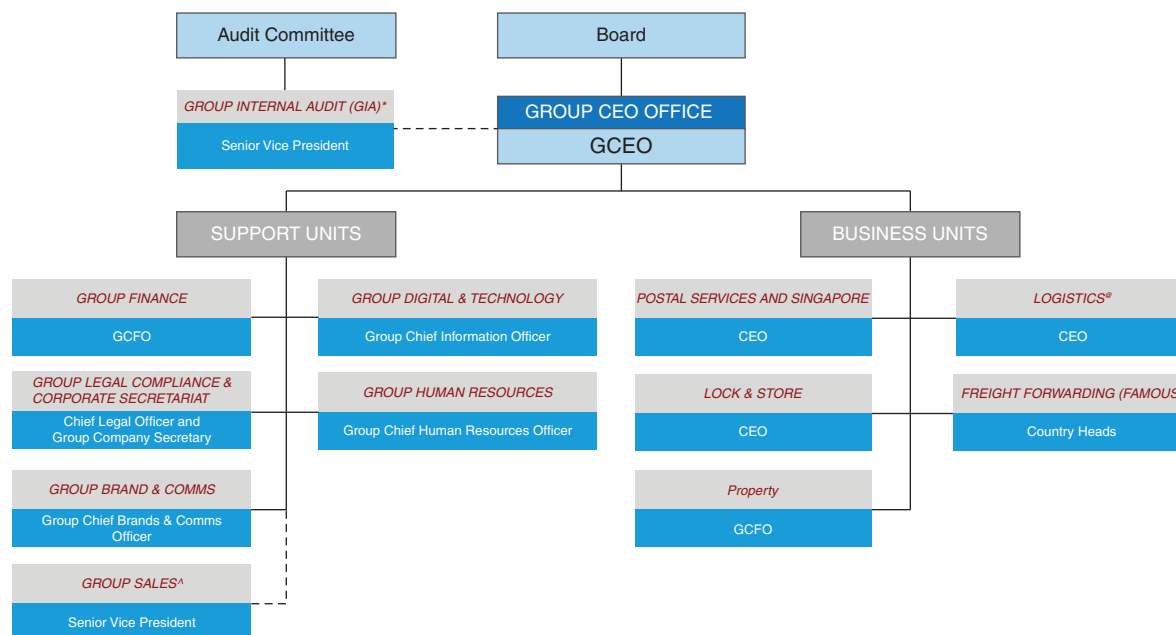 Audit Committee
Board
GROUP INTERNAL AUDIT (GIA)*
Senior Vice President
GROUP CEO OFFICE
GCEO
SUPPORT UNITS
BUSINESS UNITS
GROUP FINANCE
GCFO
GROUP DIGITAL & TECHNOLOGY
Group Chief Information Officer
GROUP LEGAL COMPLIANCE &
CORPORATE SECRETARIAT
Chief Legal Officer and
Group Company Secretary
GROUP HUMAN RESOURCES
Group Chief Human Resources Officer
GROUP BRAND & COMMS
Group Chief Brands & Comms
Officer
GROUP SALES^
Senior Vice President
POSTAL SERVICES AND SINGAPORE
CEO
LOGISTICS@
CEO
LOCK & STORE
CEO
FREIGHT FORWARDING (FAMOUS
Country Heads
Property
GCFO